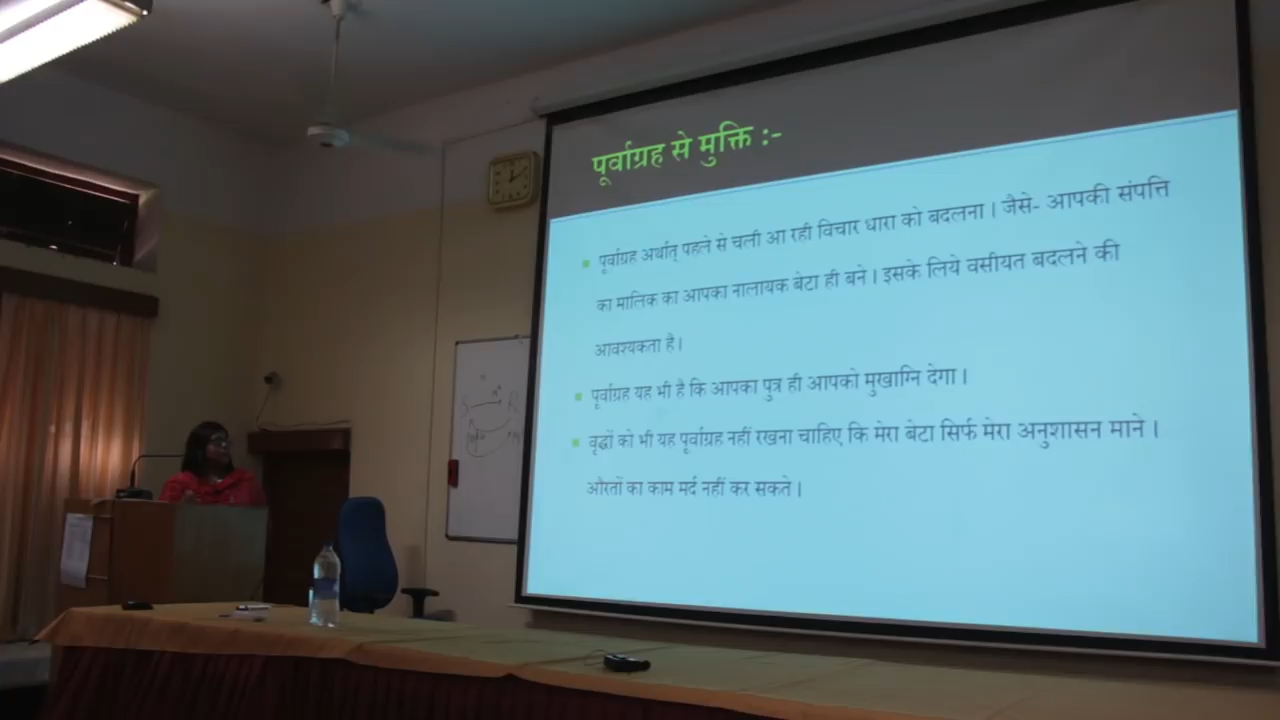 पूर्वाग्रह से मुक्ति :-
पूर्वाग्रह अर्थात् पहले से चली आ रही विचार धारा को बदलना । जैसे- आपकी संपत्ति
का मालिक का आपका नालायक बेटा ही बने । इसके लिये वसीयत बदलने की
आवश्यकता है ।
पूर्वाग्रह यह भी है कि आपका पुत्र ही आपको मुखाग्नि देगा ।
वृद्धों को भी यह पूर्वाग्रह नहीं रखना चाहिए कि मेरा बेटा सिर्फ मेरा अनुशासन माने ।
औरतों का काम मर्द नहीं कर सकते ।